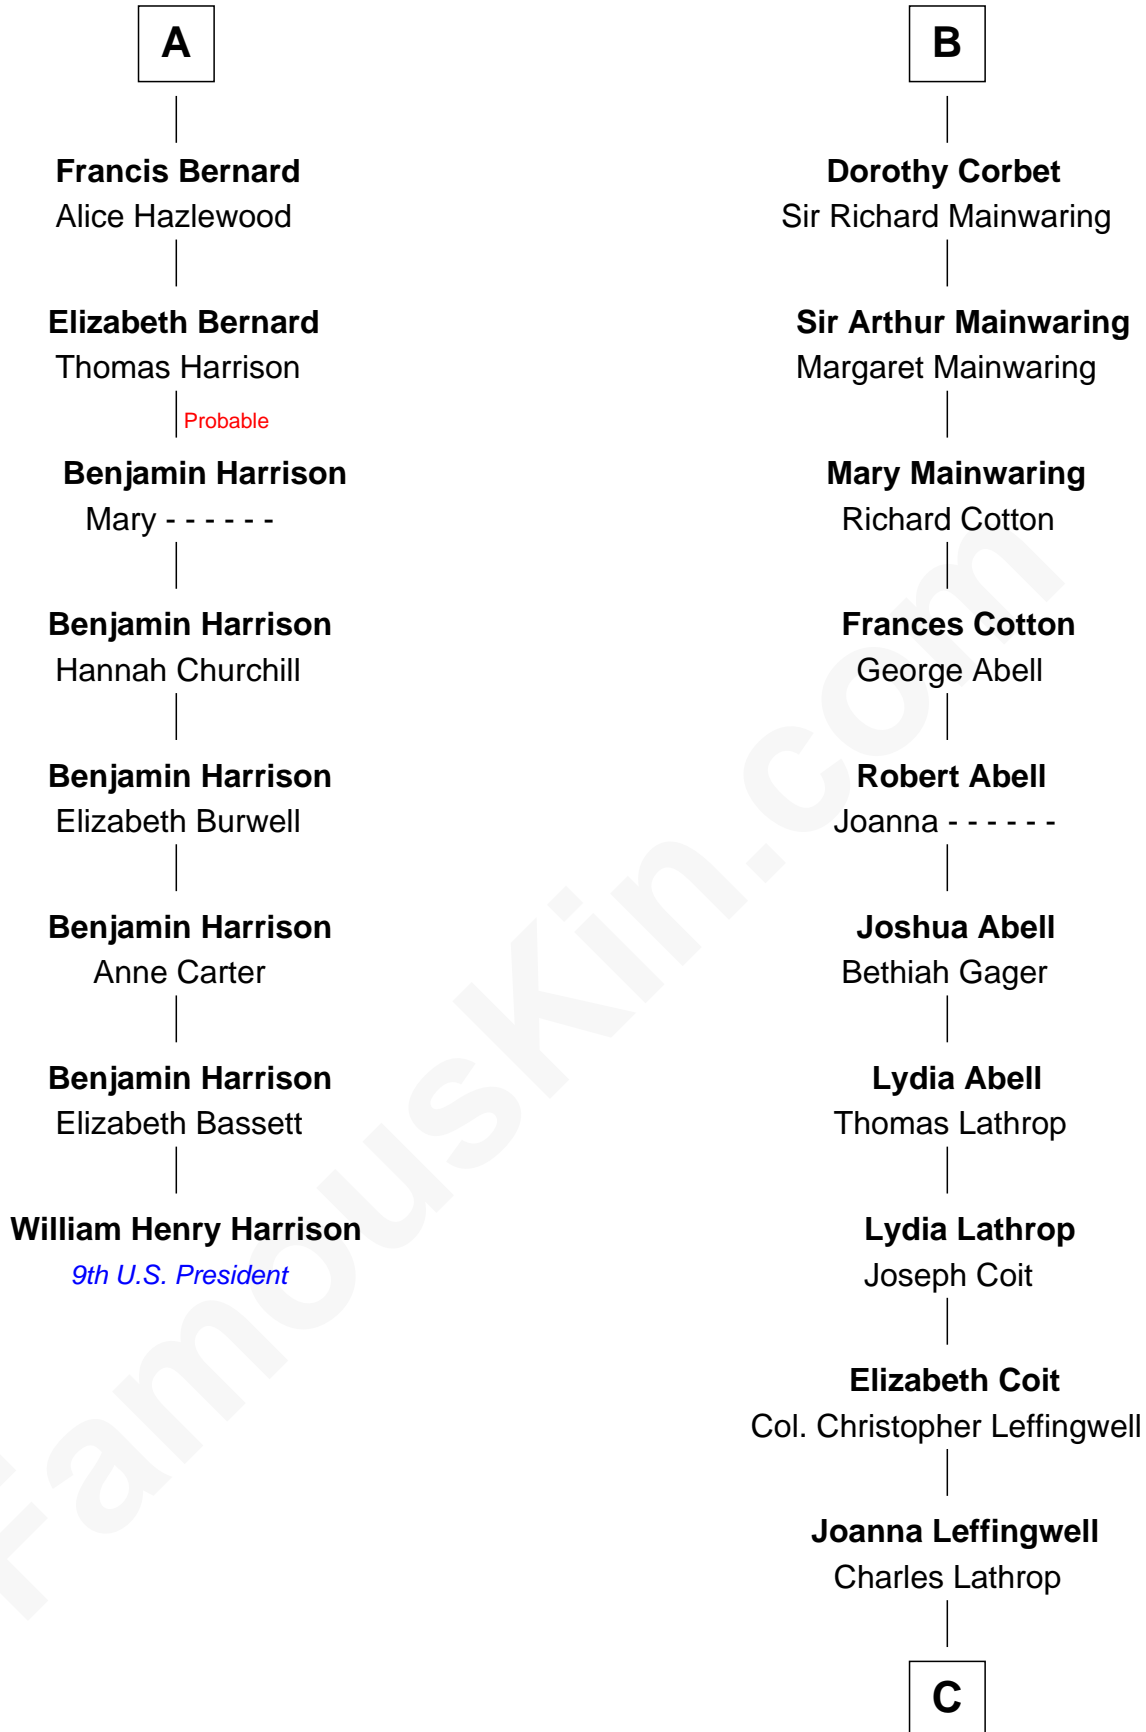 A
Francis Bernard
Alice Hazlewood
Elizabeth Bernard
Thomas Harrison
Probable
Benjamin Harrison
Mary - - - - - -
Benjamin Harrison
Hannah Churchill
Benjamin Harrison
Elizabeth Burwell
Benjamin Harrison
Anne Carter
Benjamin Harrison
Elizabeth Bassett
William Henry Harrison
9th U.S. President
B
Dorothy Corbet
Sir Richard Mainwaring
Sir Arthur Mainwaring
Margaret Mainwaring
Mary Mainwaring
Richard Cotton
Frances Cotton
George Abell
Robert Abell
Joanna - - - - - -
Joshua Abell
Bethiah Gager
Lydia Abell
Thomas Lathrop
Lydia Lathrop
Joseph Coit
Elizabeth Coit
Col. Christopher Leffingwell
Joanna Leffingwell
Charles Lathrop
C
FamousKin.com